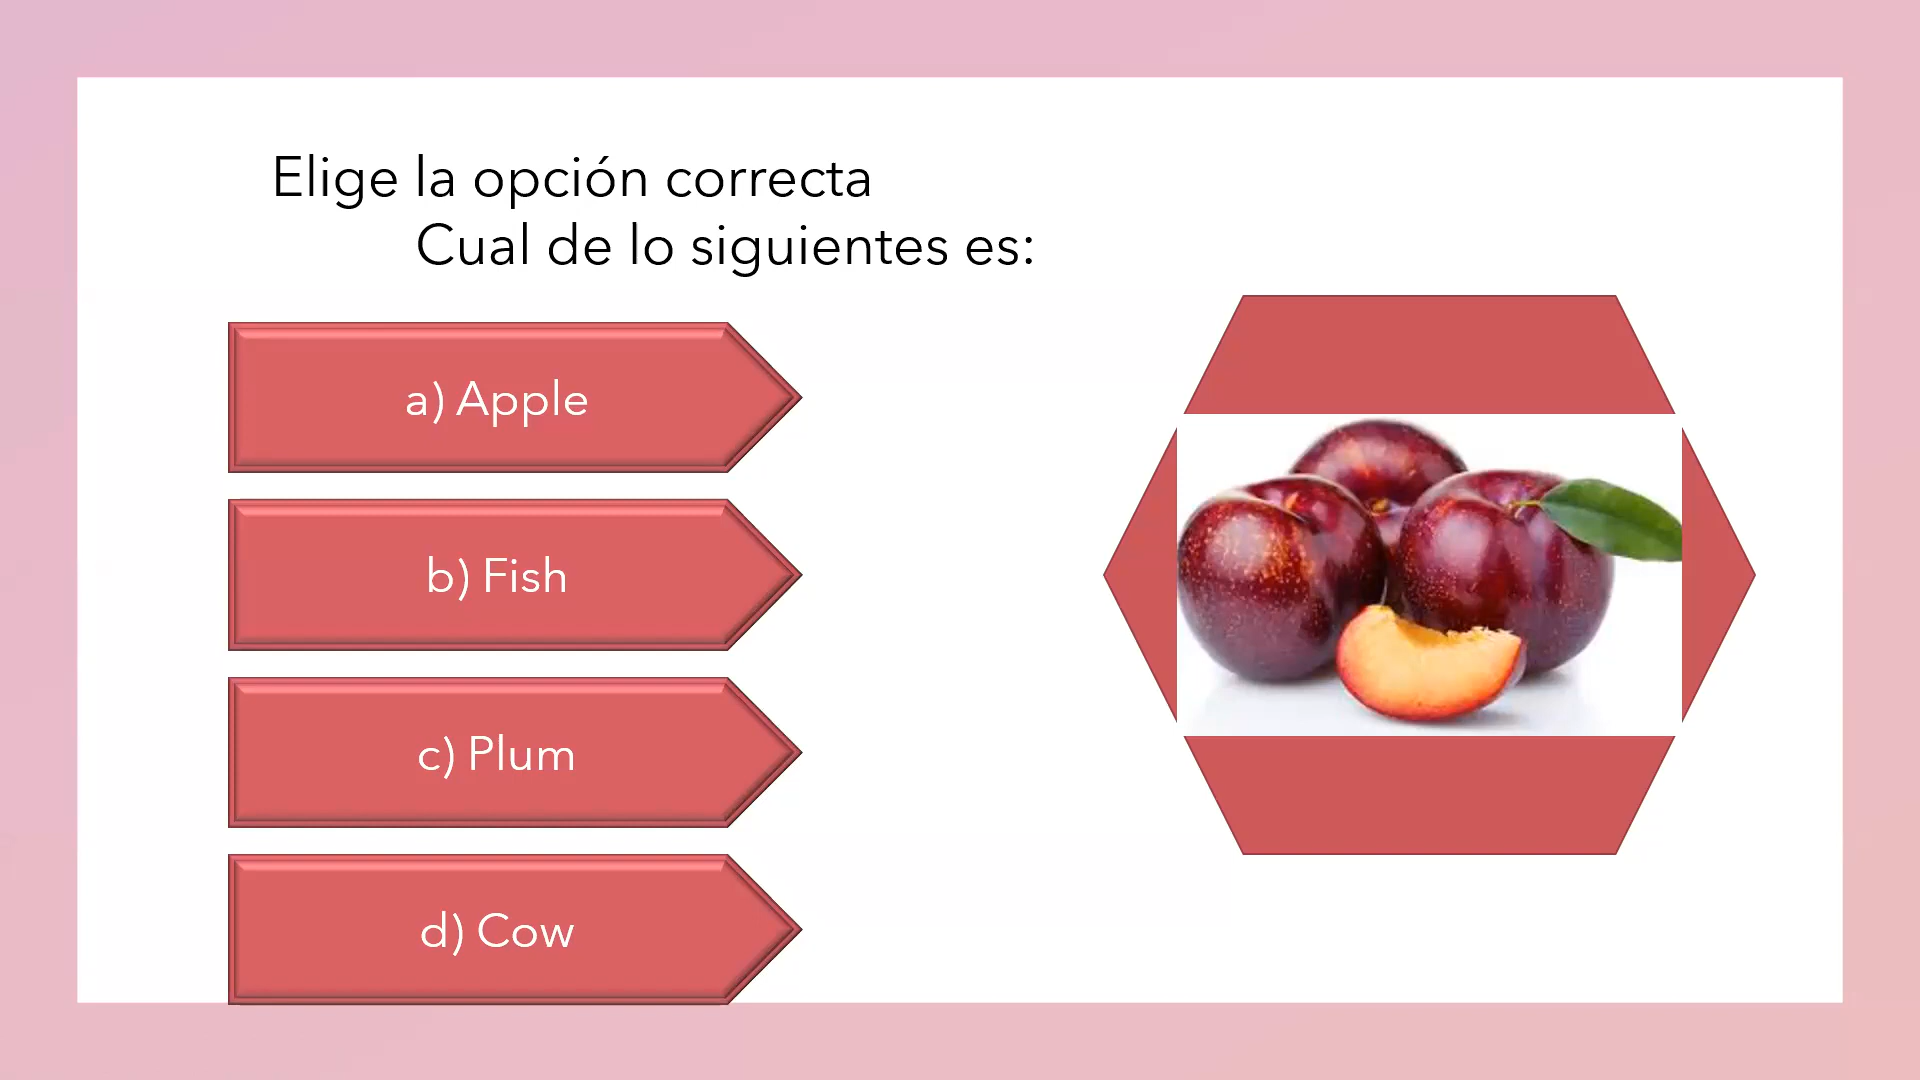 Elige la opción correcta
Cual de lo siguientes es:
a) Apple
b) Fish
c) Plum
d) Cow